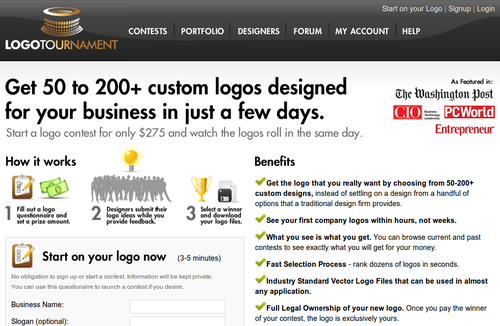 Start on your Logo | Signup | Login
LOGOTOURNAMENT
CONTESTS | PORTFOLIO | DESIGNERS | FORUM | MY ACCOUNT | HELP
Get 50 to 200+ custom logos designed
for your business in just a few days.
Start a logo contest for only $275 and watch the logos roll in the same day.
As Featured in:
The Washington Post
CIO Business Technology Leadership PCWorld
Entrepreneur
How it works
1 Fill out a logo questionnaire and set a prize amount.
2 Designers submit their logo ideas while you provide feedback.
3 Select a winner and download your logo files.
Start on your logo now (3-5 minutes)
No obligation to sign up or start a contest. Information will be kept private.
You can use this questionnaire to launch a contest if you desire.
Business Name:
Slogan (optional):
Benefits
Get the logo that you really want by choosing from 50-200+
custom designs, instead of settling on a design from a handful of
options that a traditional design firm provides.
See your first company logos within hours, not weeks.
What you see is what you get. You can browse current and past
contests to see exactly what you will get for your money.
Fast Selection Process - rank dozens of logos in seconds.
Industry Standard Vector Logo Files that can be used in almost
any application.
Full Legal Ownership of your new logo. Once you pay the winner
of your contest, the logo is exclusively yours.